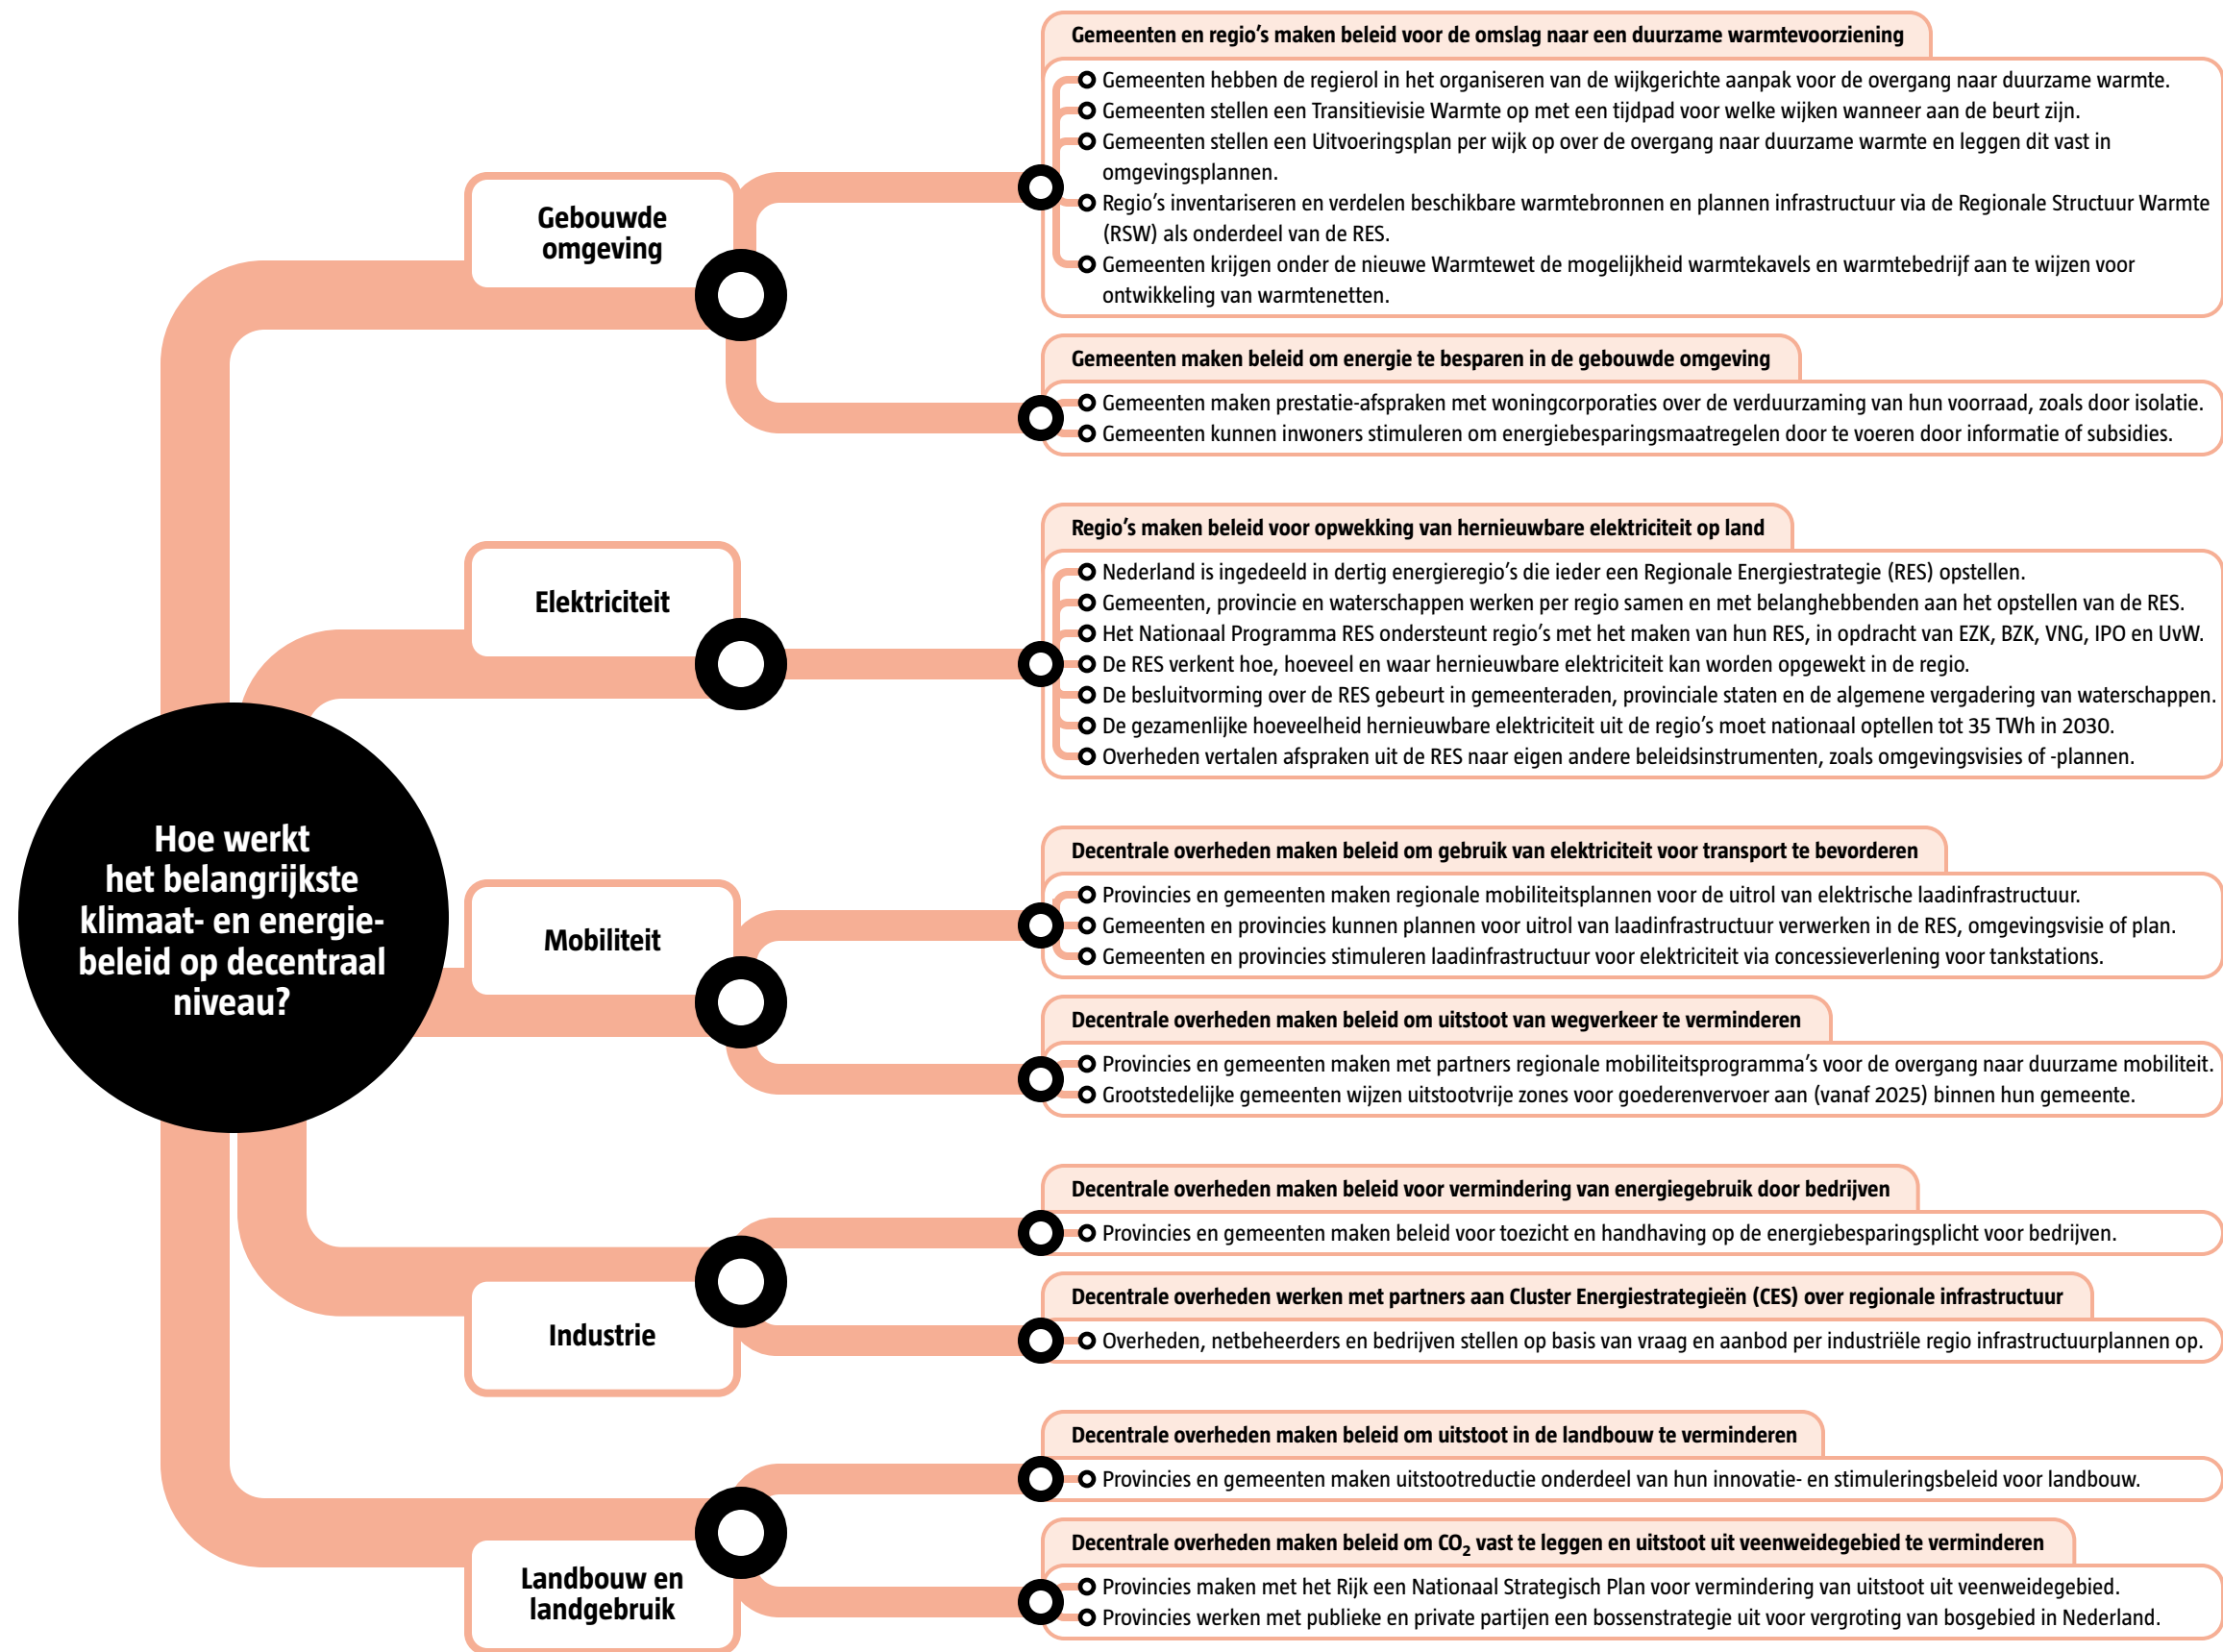 Hoe werkt
het belangrijkste
klimaat- en energie-
beleid op decentraal
niveau?
Gebouwde
omgeving
Gemeenten en regio's maken beleid voor de omslag naar een duurzame warmtevoorziening
Gemeenten hebben de regierol in het organiseren van de wijkgerichte aanpak voor de overgang naar duurzame warmte.
Gemeenten stellen een Transitievisie Warmte op met een tijdpad voor welke wijken wanneer aan de beurt zijn.
Gemeenten stellen een Uitvoeringsplan per wijk op over de overgang naar duurzame warmte en leggen dit vast in
omgevingsplannen.
Regio's inventariseren en verdelen beschikbare warmtebronnen en plannen infrastructuur via de Regionale Structuur Warmte
(RSW) als onderdeel van de RES.
Gemeenten krijgen onder de nieuwe Warmtewet de mogelijkheid warmtekavels en warmtebedrijf aan te wijzen voor
ontwikkeling van warmtenetten.
Gemeenten maken beleid om energie te besparen in de gebouwde omgeving
Gemeenten maken prestatie-afspraken met woningcorporaties over de verduurzaming van hun voorraad, zoals door isolatie.
Gemeenten kunnen inwoners stimuleren om energiebesparingsmaatregelen door te voeren door informatie of subsidies.
Elektriciteit
Regio's maken beleid voor opwekking van hernieuwbare elektriciteit op land
Nederland is ingedeeld in dertig energieregio's die ieder een Regionale Energiestrategie (RES) opstellen.
Gemeenten, provincie en waterschappen werken per regio samen en met belanghebbenden aan het opstellen van de RES.
Het Nationaal Programma RES ondersteunt regio's met het maken van hun RES, in opdracht van EZK, BZK, VNG, IPO en UvW.
De RES verkent hoe, hoeveel en waar hernieuwbare elektriciteit kan worden opgewekt in de regio.
De besluitvorming over de RES gebeurt in gemeenteraden, provinciale staten en de algemene vergadering van waterschappen.
De gezamenlijke hoeveelheid hernieuwbare elektriciteit uit de regio's moet nationaal optellen tot 35 TWh in 2030.
Overheden vertalen afspraken uit de RES naar eigen andere beleidsinstrumenten, zoals omgevingsvisies of -plannen.
Mobiliteit
Decentrale overheden maken beleid om gebruik van elektriciteit voor transport te bevorderen
Provincies en gemeenten maken regionale mobiliteitsplannen voor de uitrol van elektrische laadinfrastructuur.
Gemeenten en provincies kunnen plannen voor uitrol van laadinfrastructuur verwerken in de RES, omgevingsvisie of plan.
Gemeenten en provincies stimuleren laadinfrastructuur voor elektriciteit via concessieverlening voor tankstations.
Decentrale overheden maken beleid om uitstoot van wegverkeer te verminderen
Provincies en gemeenten maken met partners regionale mobiliteitsprogramma's voor de overgang naar duurzame mobiliteit.
Grootstedelijke gemeenten wijzen uitstootvrije zones voor goederenvervoer aan (vanaf 2025) binnen hun gemeente.
Industrie
Decentrale overheden maken beleid voor vermindering van energiegebruik door bedrijven
Provincies en gemeenten maken beleid voor toezicht en handhaving op de energiebesparingsplicht voor bedrijven.
Decentrale overheden werken met partners aan Cluster Energiestrategieën (CES) over regionale infrastructuur
Overheden, netbeheerders en bedrijven stellen op basis van vraag en aanbod per industriële regio infrastructuurplannen op.
Landbouw en
landgebruik
Decentrale overheden maken beleid om uitstoot in de landbouw te verminderen
Provincies en gemeenten maken uitstootreductie onderdeel van hun innovatie- en stimuleringsbeleid voor landbouw.
Decentrale overheden maken beleid om CO₂ vast te leggen en uitstoot uit veenweidegebied te verminderen
Provincies maken met het Rijk een Nationaal Strategisch Plan voor vermindering van uitstoot uit veenweidegebied.
Provincies werken met publieke en private partijen een bossenstrategie uit voor vergroting van bosgebied in Nederland.